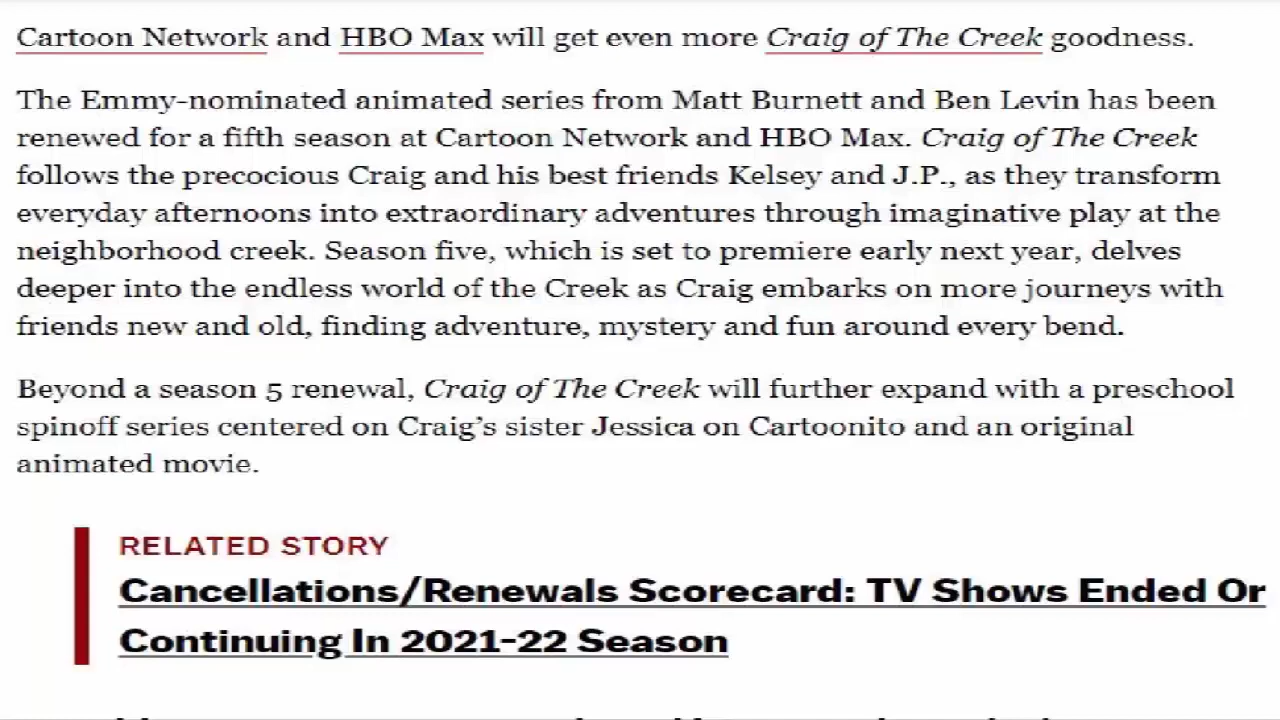 Cartoon Network and HBO Max will get even more Craig of The Creek goodness.
The Emmy-nominated animated series from Matt Burnett and Ben Levin has been
renewed for a fifth season at Cartoon Network and HBO Max. Craig of The Creek
follows the precocious Craig and his best friends Kelsey and J.P., as they transform
everyday afternoons into extraordinary adventures through imaginative play at the
neighborhood creek. Season five, which is set to premiere early next year, delves
deeper into the endless world of the Creek as Craig embarks on more journeys with
friends new and old, finding adventure, mystery and fun around every bend.
Beyond a season 5 renewal, Craig of The Creek will further expand with a preschool
spinoff series centered on Craig’s sister Jessica on Cartoonito and an original
animated movie.
RELATED STORY
Cancellations/Renewals Scorecard: TV Shows Ended Or
Continuing In 2021-22 Season